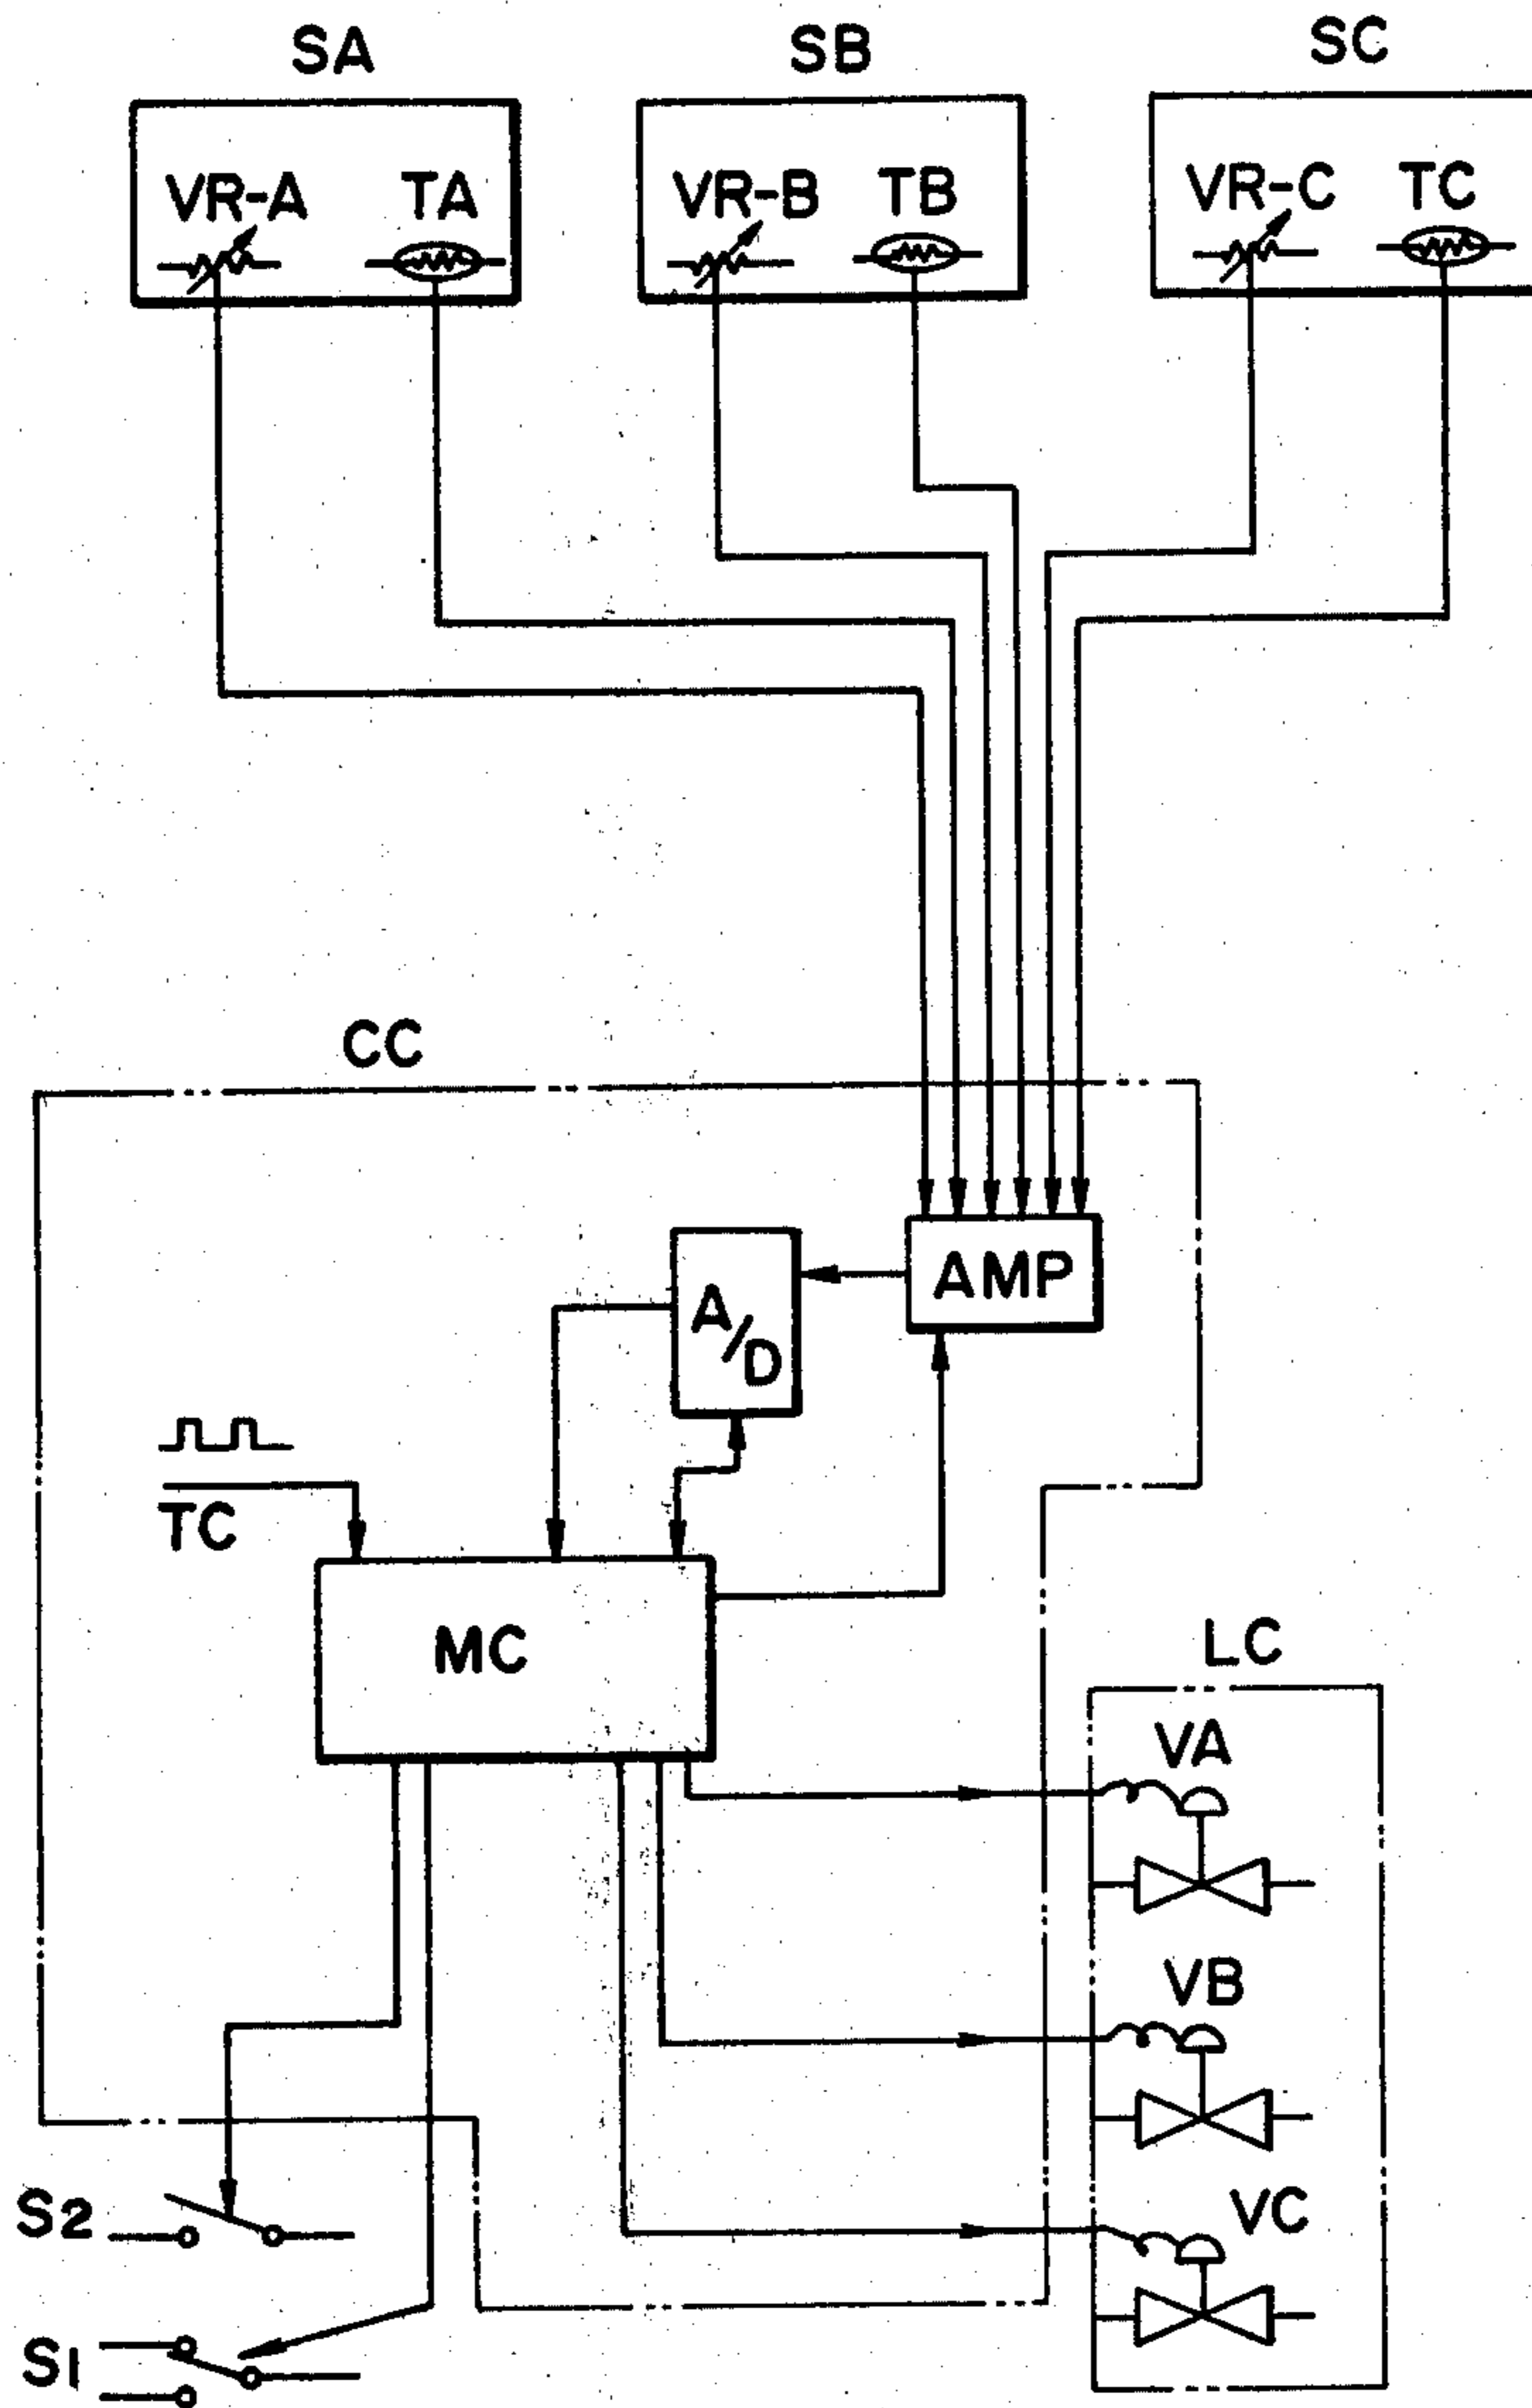 SA
SB
SC
VR-A
TA
VR-B
TB
VR-C
TC
CC
AMP
A/D
TC
MC
LC
VA
VB
VC
S2
S1